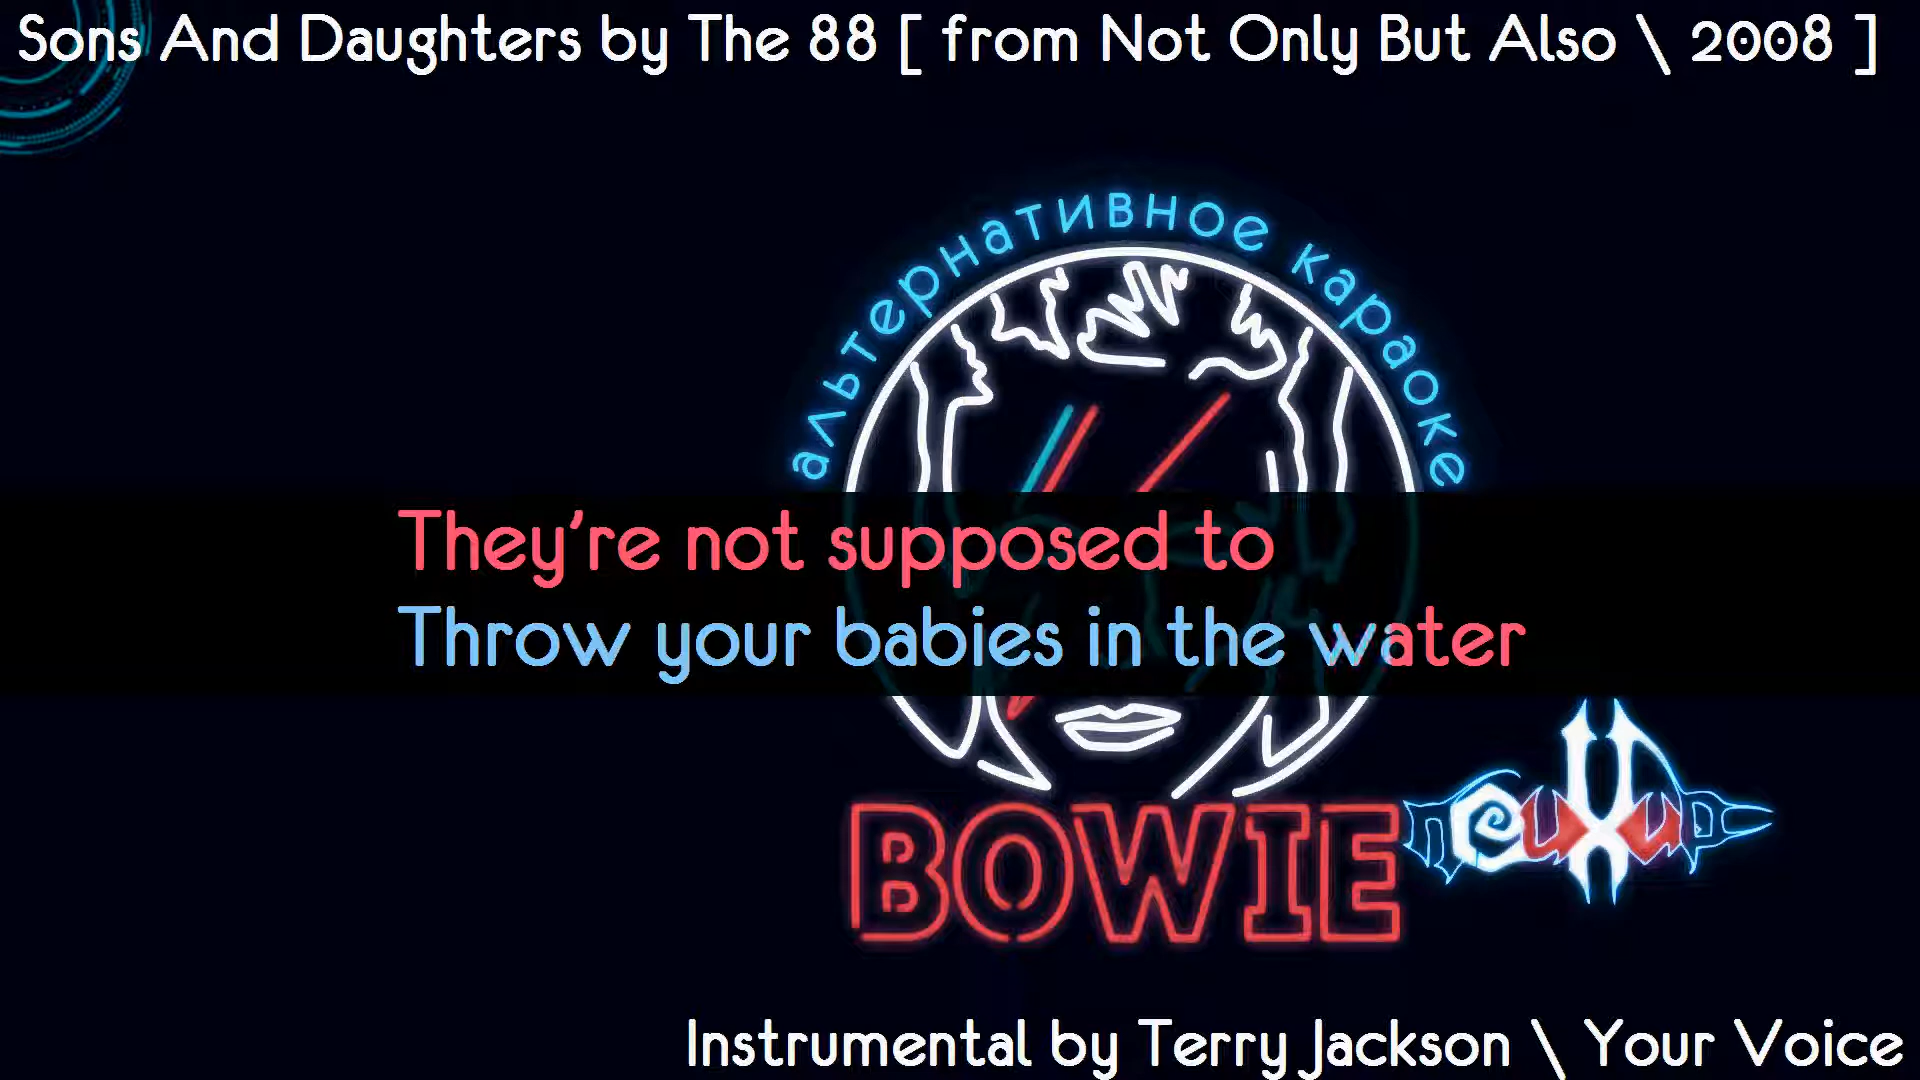 Sons And Daughters by The 88 [ from Not Only But Also \ 2008 ]
альтернативное караоке
They're not supposed to
Throw your babies in the water
BOWIE
Instrumental by Terry Jackson \ Your Voice